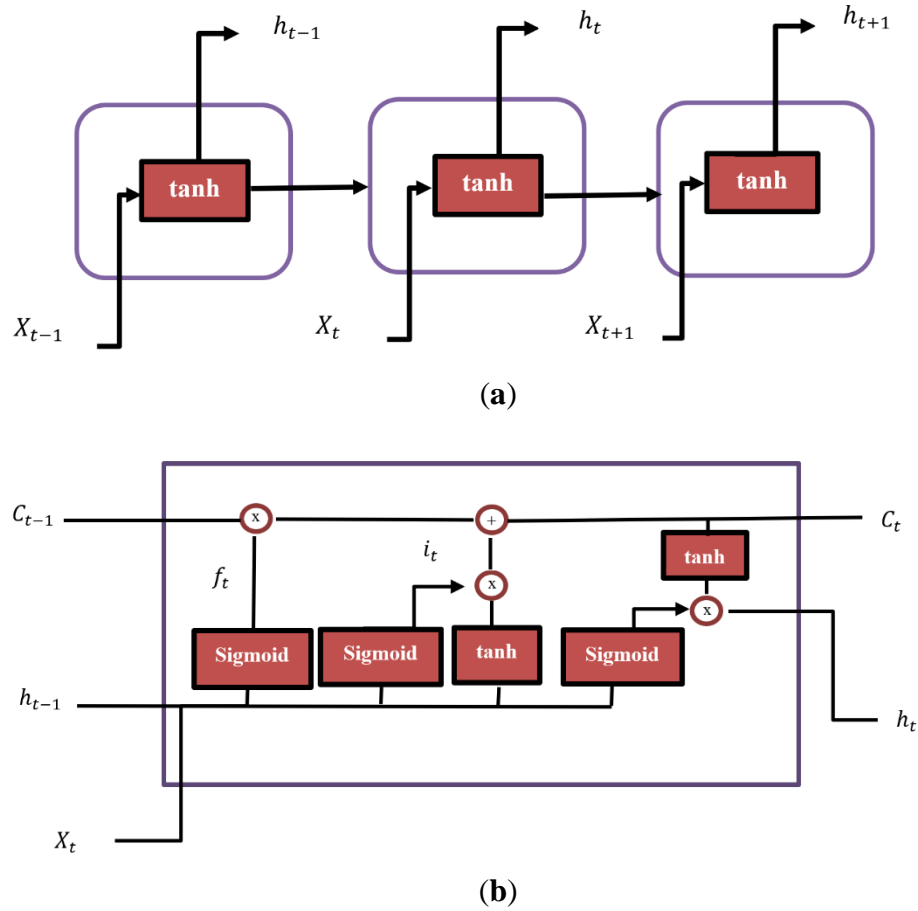 h_{t-1} h_t h_{t+1}
tanh tanh tanh
X_{t-1} X_t X_{t+1}
(a)
C_{t-1} x + C_t
f_t i_t x tanh
x
Sigmoid Sigmoid tanh Sigmoid
h_{t-1} h_t
X_t
(b)